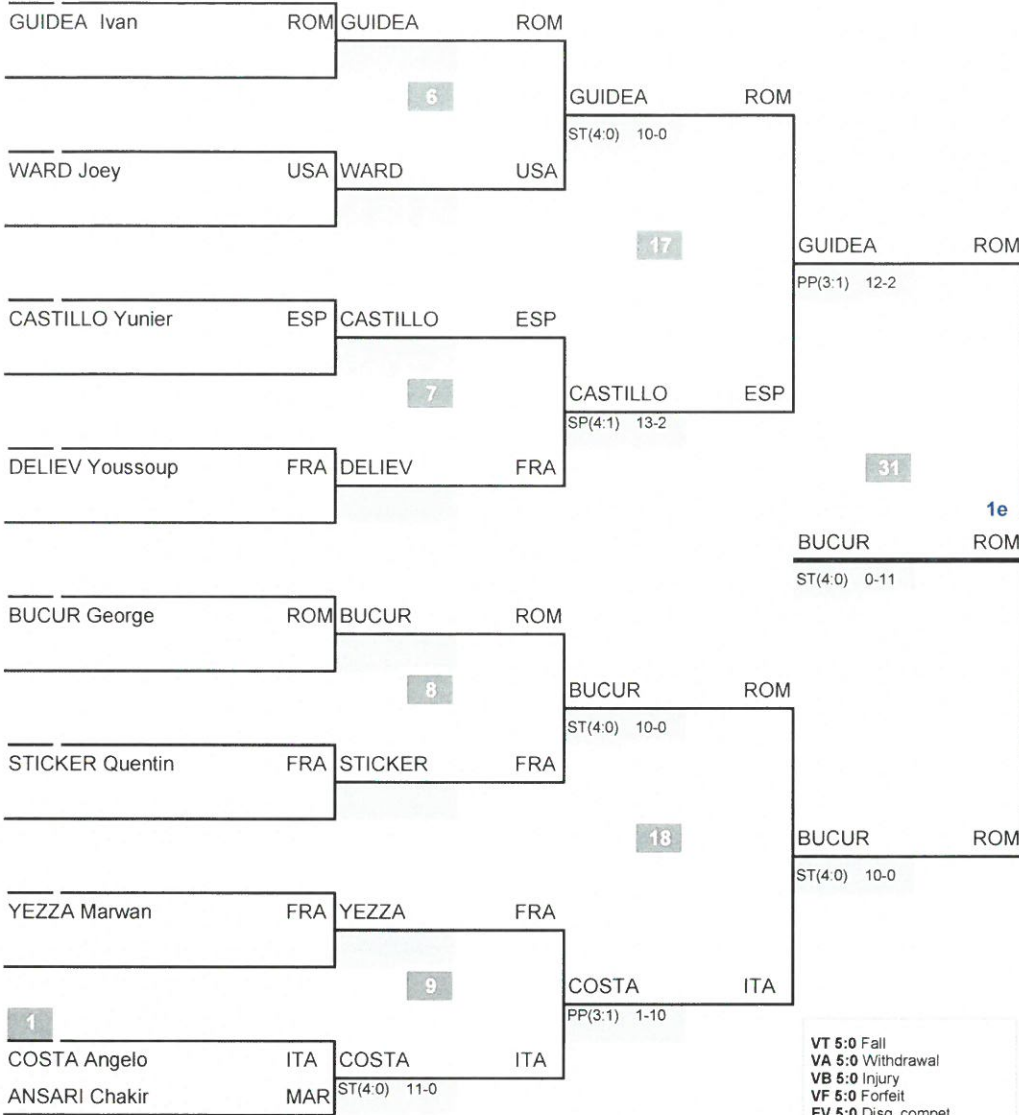 GUIDEA Ivan ROM GUIDEA ROM
6
GUIDEA ROM
ST(4:0) 10-0
WARD Joey USA WARD USA
17
GUIDEA ROM
PP(3:1) 12-2
CASTILLO Yunier ESP CASTILLO ESP
7
CASTILLO ESP
SP(4:1) 13-2
DELIEV Youssoup FRA DELIEV FRA
31
1e
BUCUR ROM
ST(4:0) 0-11
BUCUR George ROM BUCUR ROM
8
BUCUR ROM
ST(4:0) 10-0
STICKER Quentin FRA STICKER FRA
18
BUCUR ROM
ST(4:0) 10-0
YEZZA Marwan FRA YEZZA FRA
9
COSTA ITA
PP(3:1) 1-10
1
COSTA Angelo ITA COSTA ITA
ANSARI Chakir MAR ST(4:0) 11-0
VT 5:0 Fall
VA 5:0 Withdrawal
VB 5:0 Injury
VF 5:0 Forfeit
EV 5:0 Disq. compet